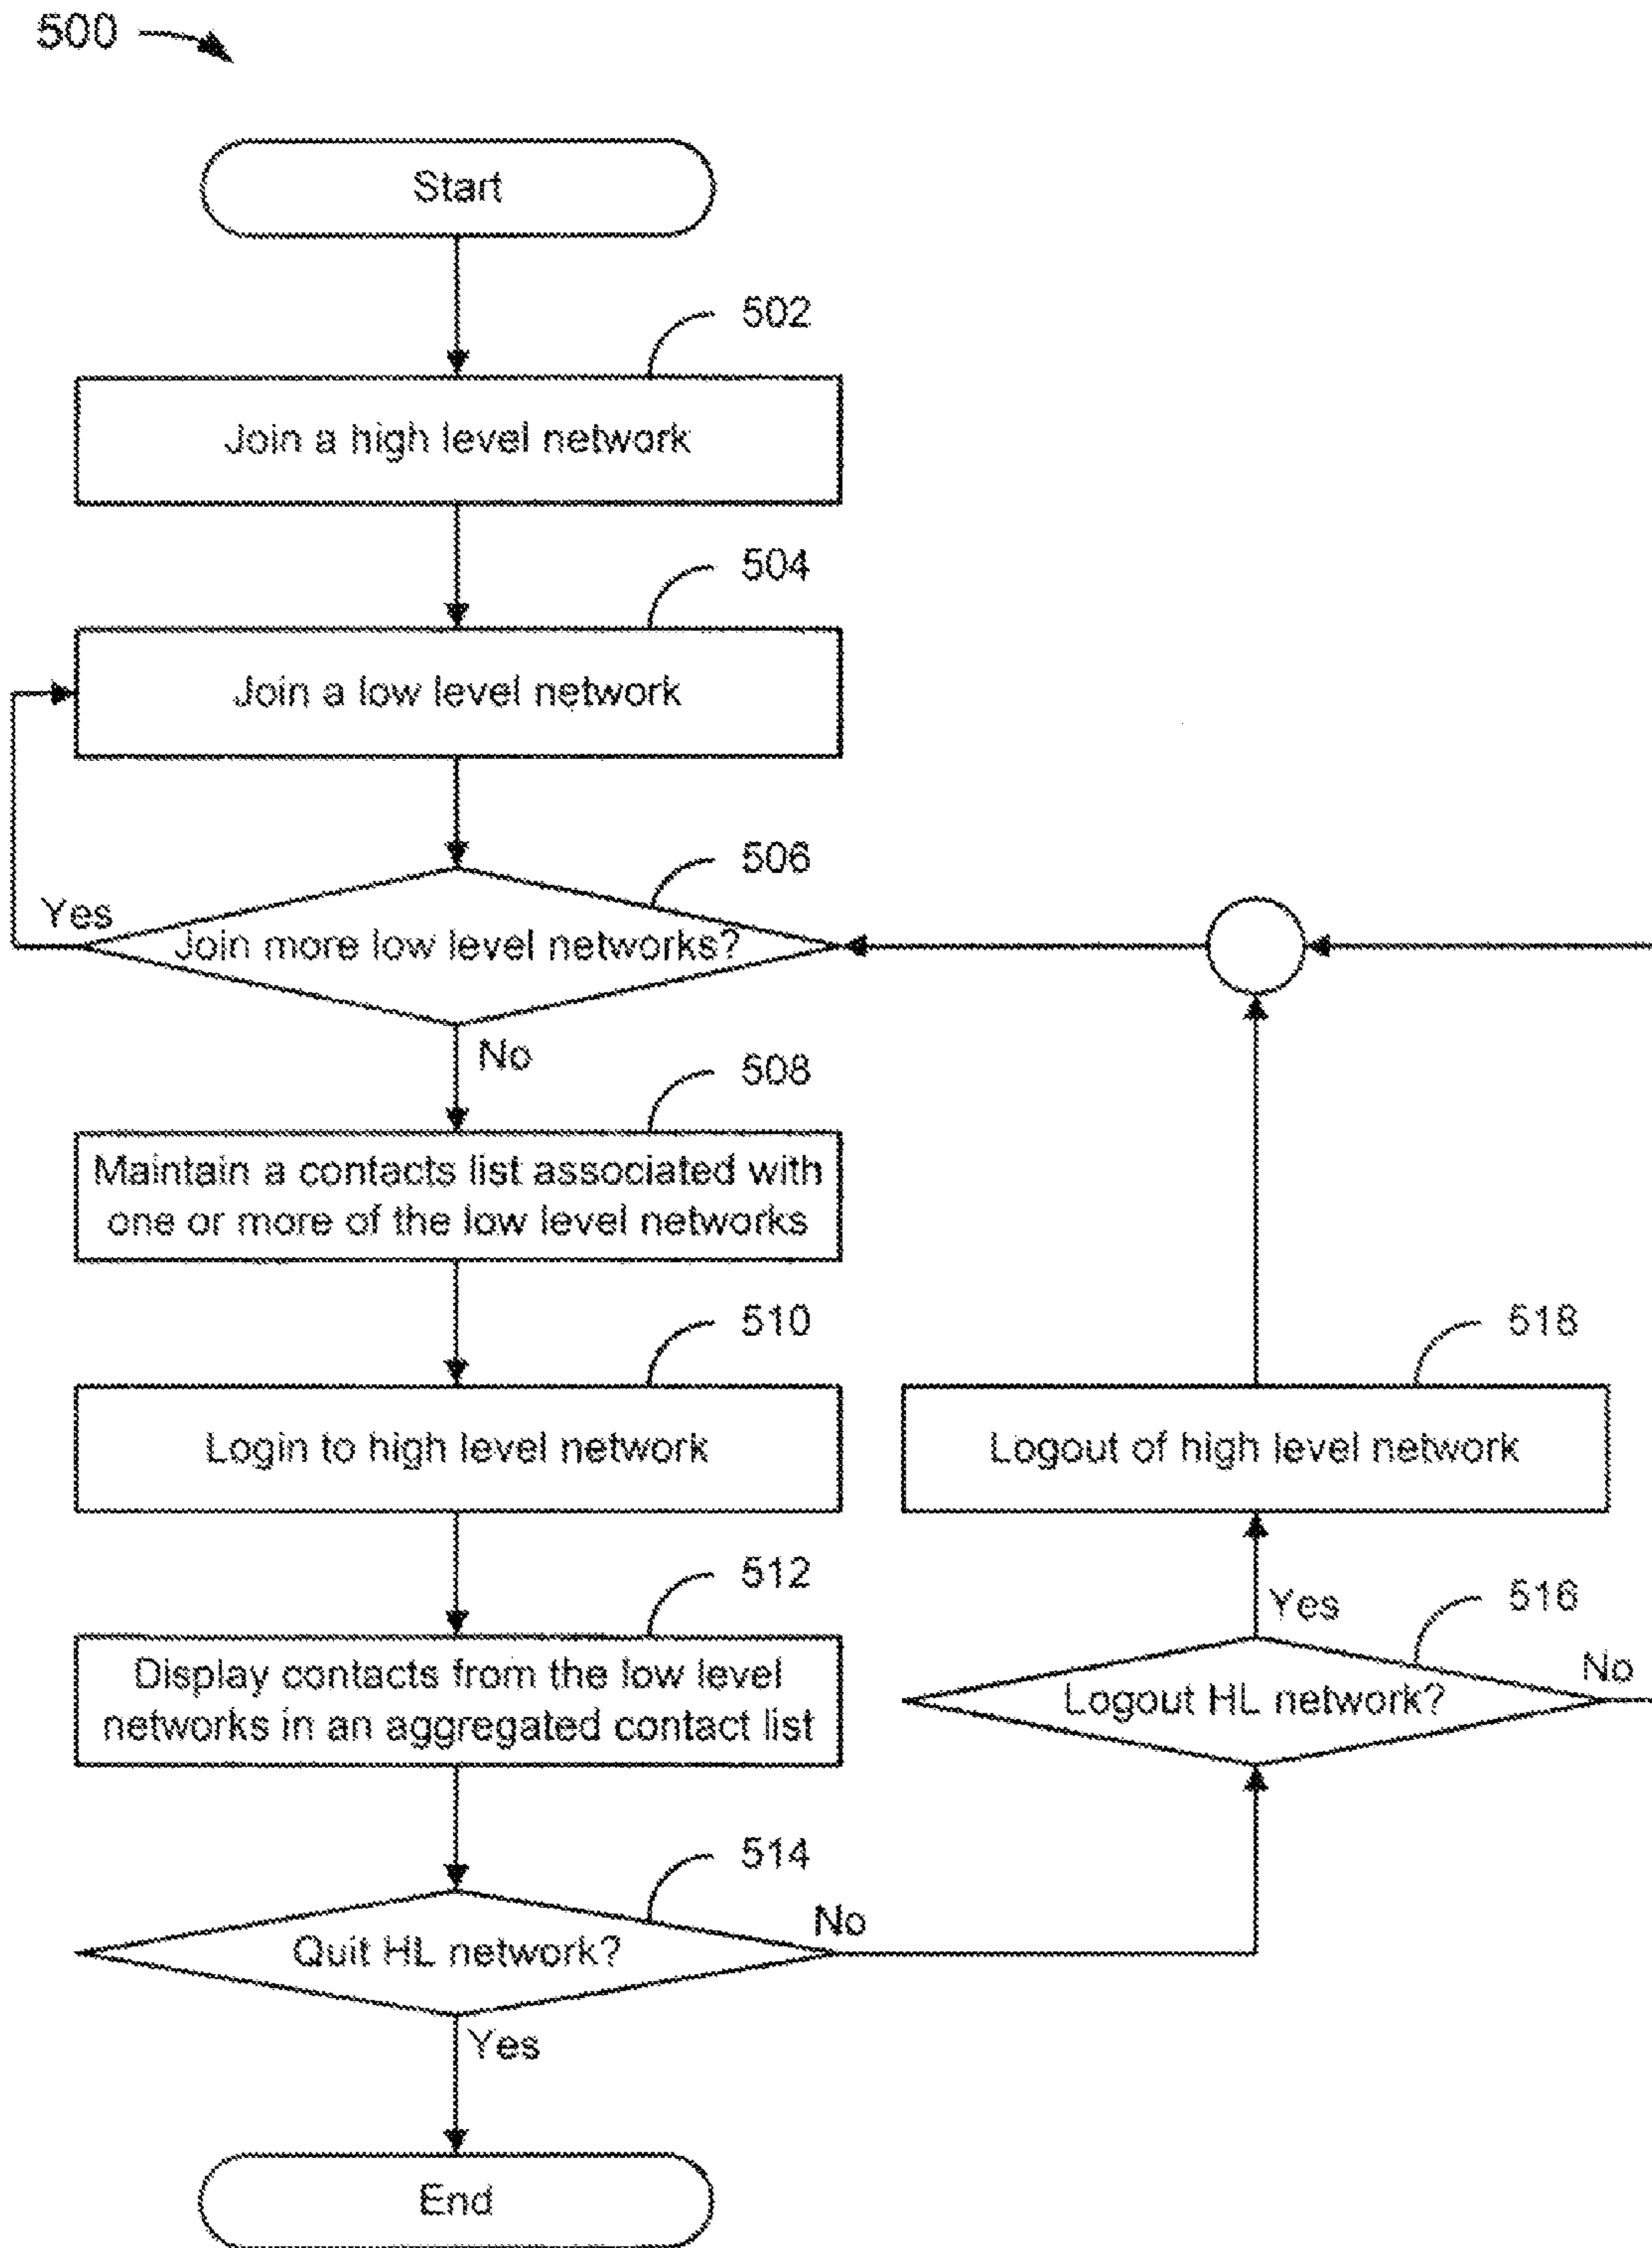 500
Start
502
Join a high level network
504
Join a low level network
506
Yes
Join more low level networks?
No
508
Maintain a contacts list associated with
one or more of the low level networks
510
518
Login to high level network
Logout of high level network
512
516
Yes
No
Display contacts from the low level
networks in an aggregated contact list
Logout HL network?
514
No
Quit HL network?
Yes
End